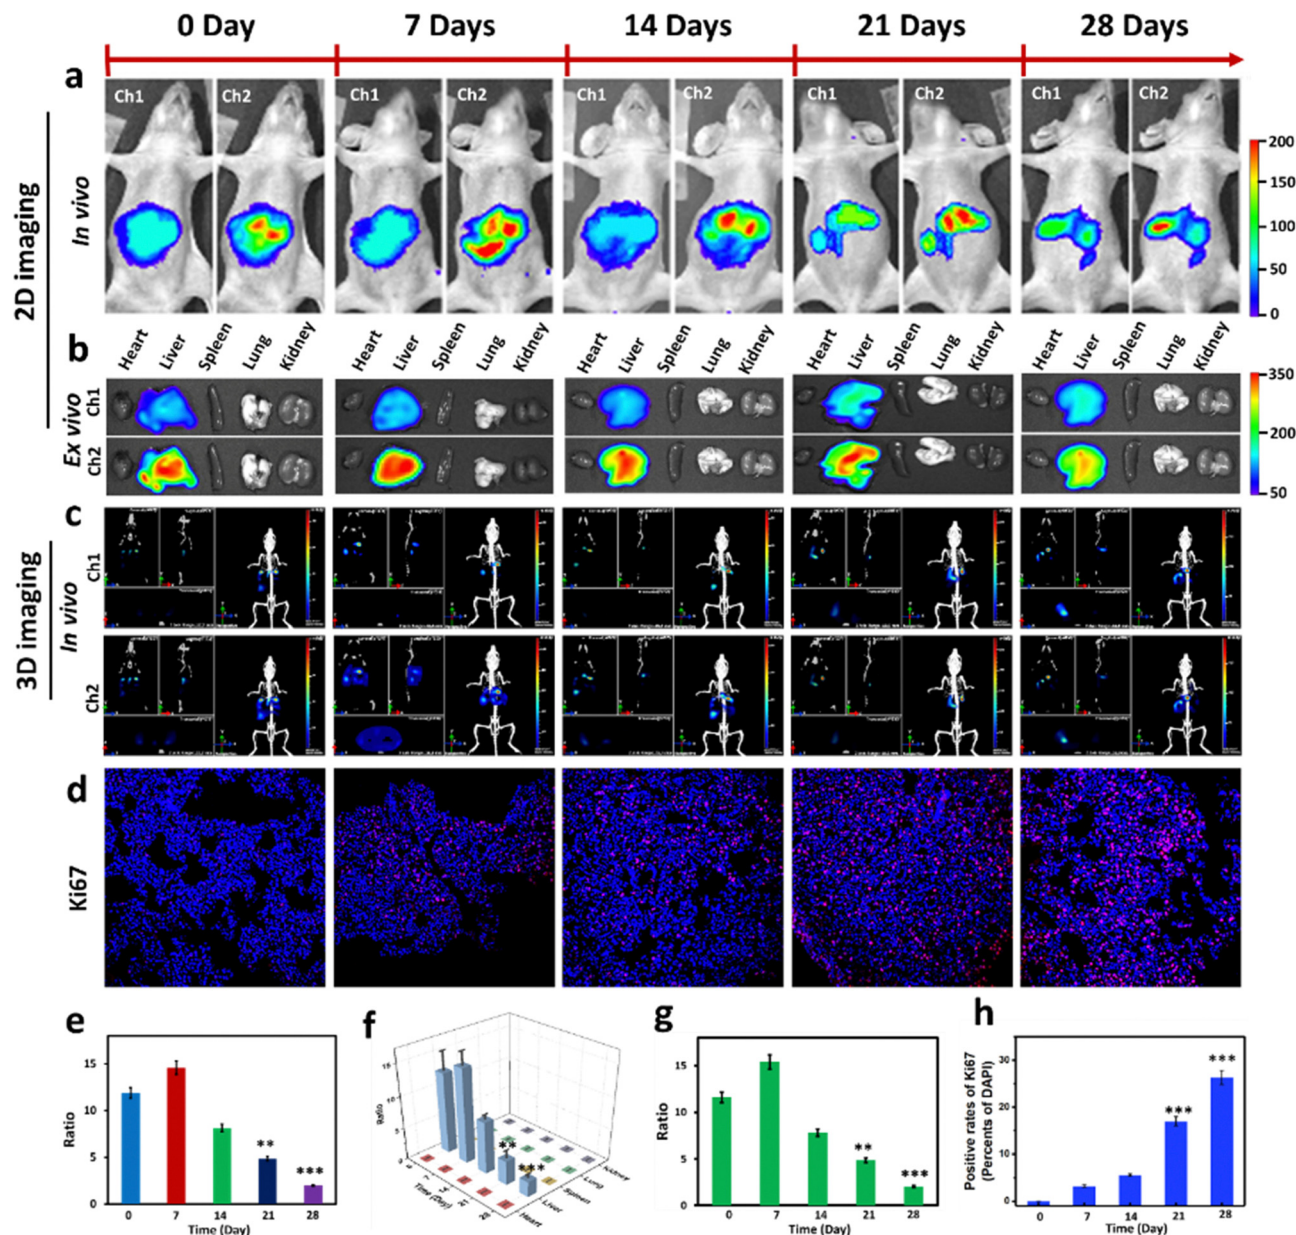 0 Day 7 Days 14 Days 21 Days 28 Days
a
Ch1 Ch2 Ch1 Ch2 Ch1 Ch2 Ch1 Ch2 Ch1 Ch2
2D imaging
In vivo
200
150
100
50
0
b
Heart Liver Spleen Lung Kidney Heart Liver Spleen Lung Kidney Heart Liver Spleen Lung Kidney Heart Liver Spleen Lung Kidney Heart Liver Spleen Lung Kidney
Ex vivo
Ch1
Ch2
350
200
50
c
3D imaging
In vivo
Ch1
Ch2
d
Ki67
e
Ratio
15
10
5
0
** ***
0 7 14 21 28
Time (Day)
f
Ratio
15
10
5
0
** ***
Time (Day)
Heart Liver Spleen Lung Kidney
g
Ratio
15
10
5
0
** ***
0 7 14 21 28
Time (Day)
h
Positive rates of Ki67
(Percents of DAPI)
30
20
10
0
*** ***
0 7 14 21 28
Time (Day)